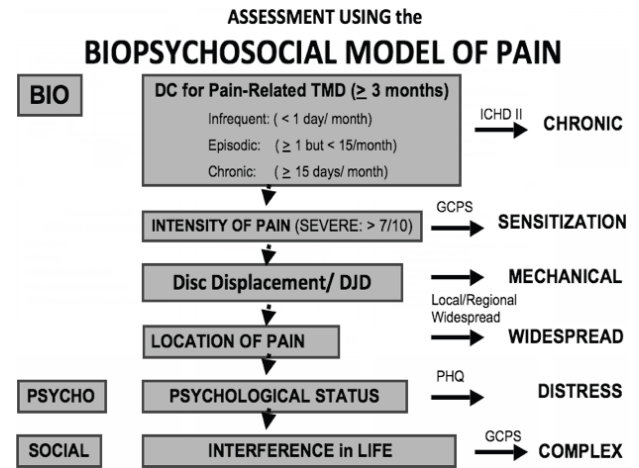 ASSESSMENT USING the
BIOPSYCHOSOCIAL MODEL OF PAIN
BIO
DC for Pain-Related TMD (≥ 3 months)
Infrequent: ( < 1 day/ month)
Episodic: ( ≥ 1 but < 15/month)
Chronic: ( ≥ 15 days/ month)
ICHD II
CHRONIC
INTENSITY OF PAIN (SEVERE: > 7/10)
GCPS
SENSITIZATION
Disc Displacement/ DJD
MECHANICAL
LOCATION OF PAIN
Local/Regional
Widespread
WIDESPREAD
PSYCHO
PSYCHOLOGICAL STATUS
PHQ
DISTRESS
SOCIAL
INTERFERENCE in LIFE
GCPS
COMPLEX